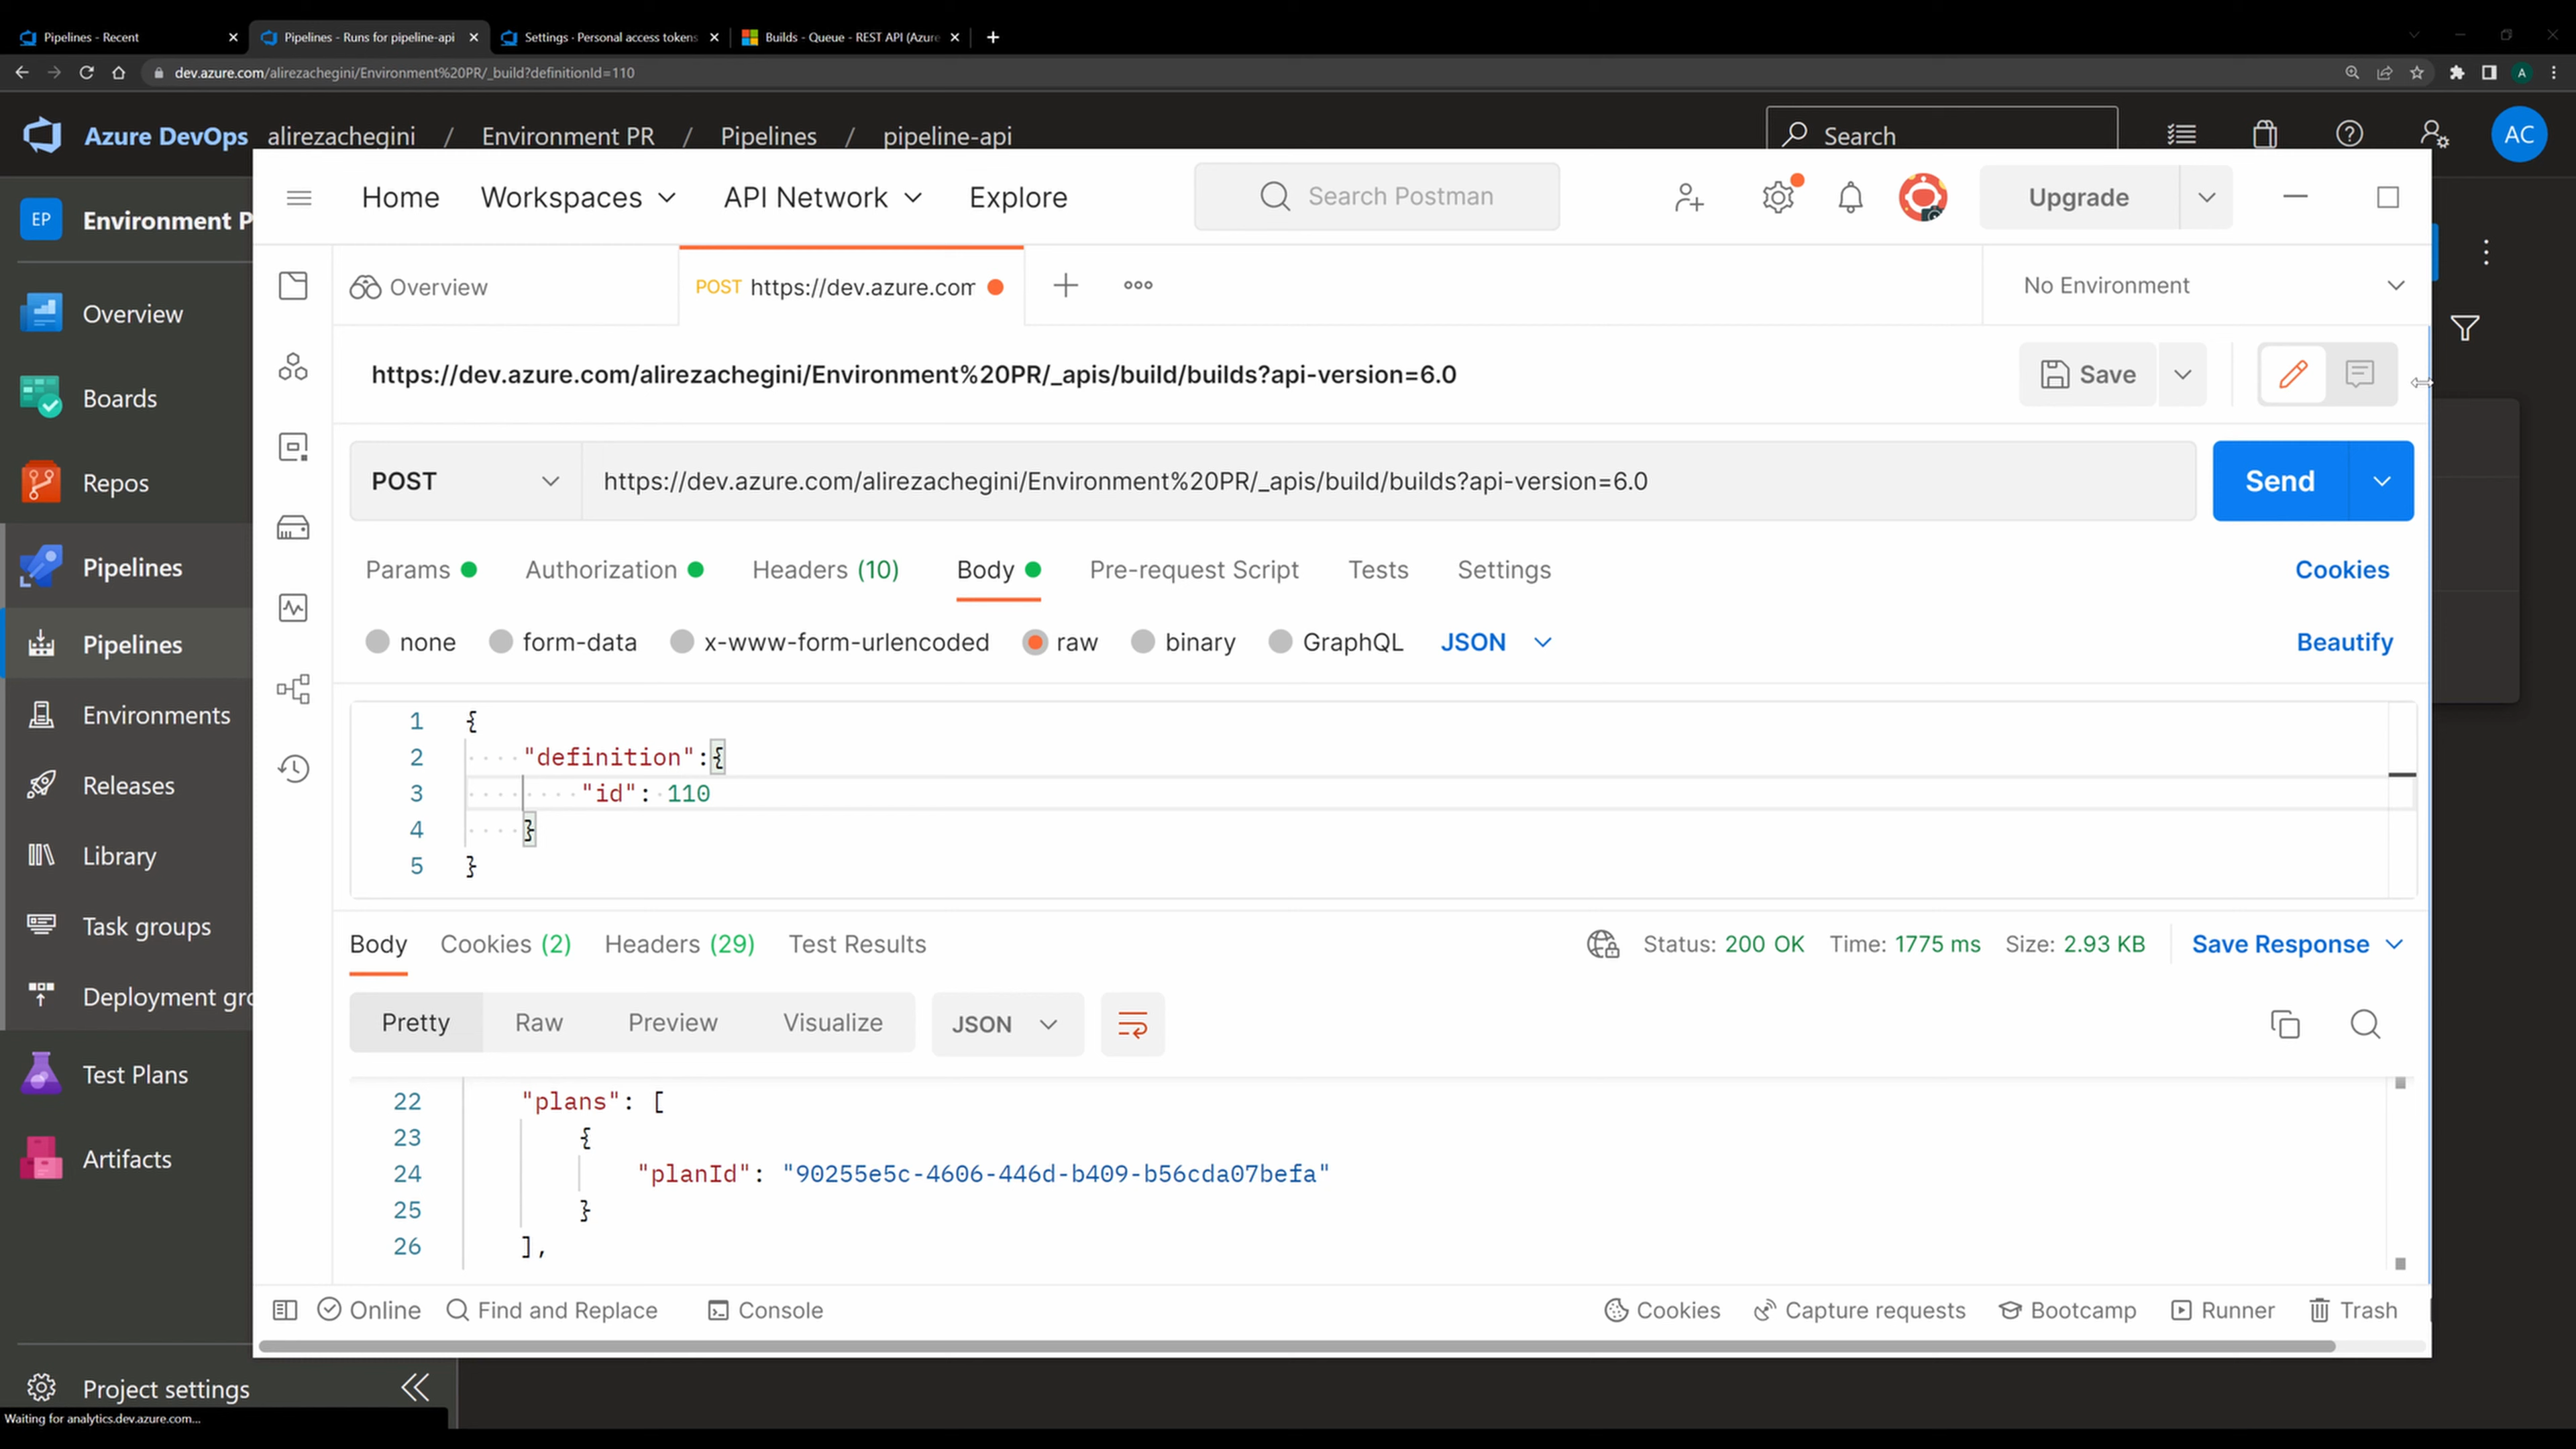 Pipelines - Recent
Pipelines - Runs for pipeline-api
Settings · Personal access tokens
Builds - Queue - REST API (Azure
dev.azure.com/alirezachegini/Environment%20PR/_build?definitionId=110
A
Azure DevOps alirezachegini / Environment PR / Pipelines / pipeline-api
Search
AC
EP Environment P
Overview
Boards
Repos
Pipelines
Pipelines
Environments
Releases
Library
Task groups
Deployment gro
Test Plans
Artifacts
Project settings
Waiting for analytics.dev.azure.com...
Home Workspaces API Network Explore Search Postman Upgrade
Overview POST https://dev.azure.com No Environment
https://dev.azure.com/alirezachegini/Environment%20PR/_apis/build/builds?api-version=6.0 Save
POST https://dev.azure.com/alirezachegini/Environment%20PR/_apis/build/builds?api-version=6.0 Send
Params Authorization Headers (10) Body Pre-request Script Tests Settings Cookies
none form-data x-www-form-urlencoded raw binary GraphQL JSON Beautify
1 {
2 "definition":{
3 "id": 110
4 }
5 }
Body Cookies (2) Headers (29) Test Results Status: 200 OK Time: 1775 ms Size: 2.93 KB Save Response
Pretty Raw Preview Visualize JSON
22 "plans": [
23 {
24 "planId": "90255e5c-4606-446d-b409-b56cda07befa"
25 }
26 ],
Online Find and Replace Console Cookies Capture requests Bootcamp Runner Trash